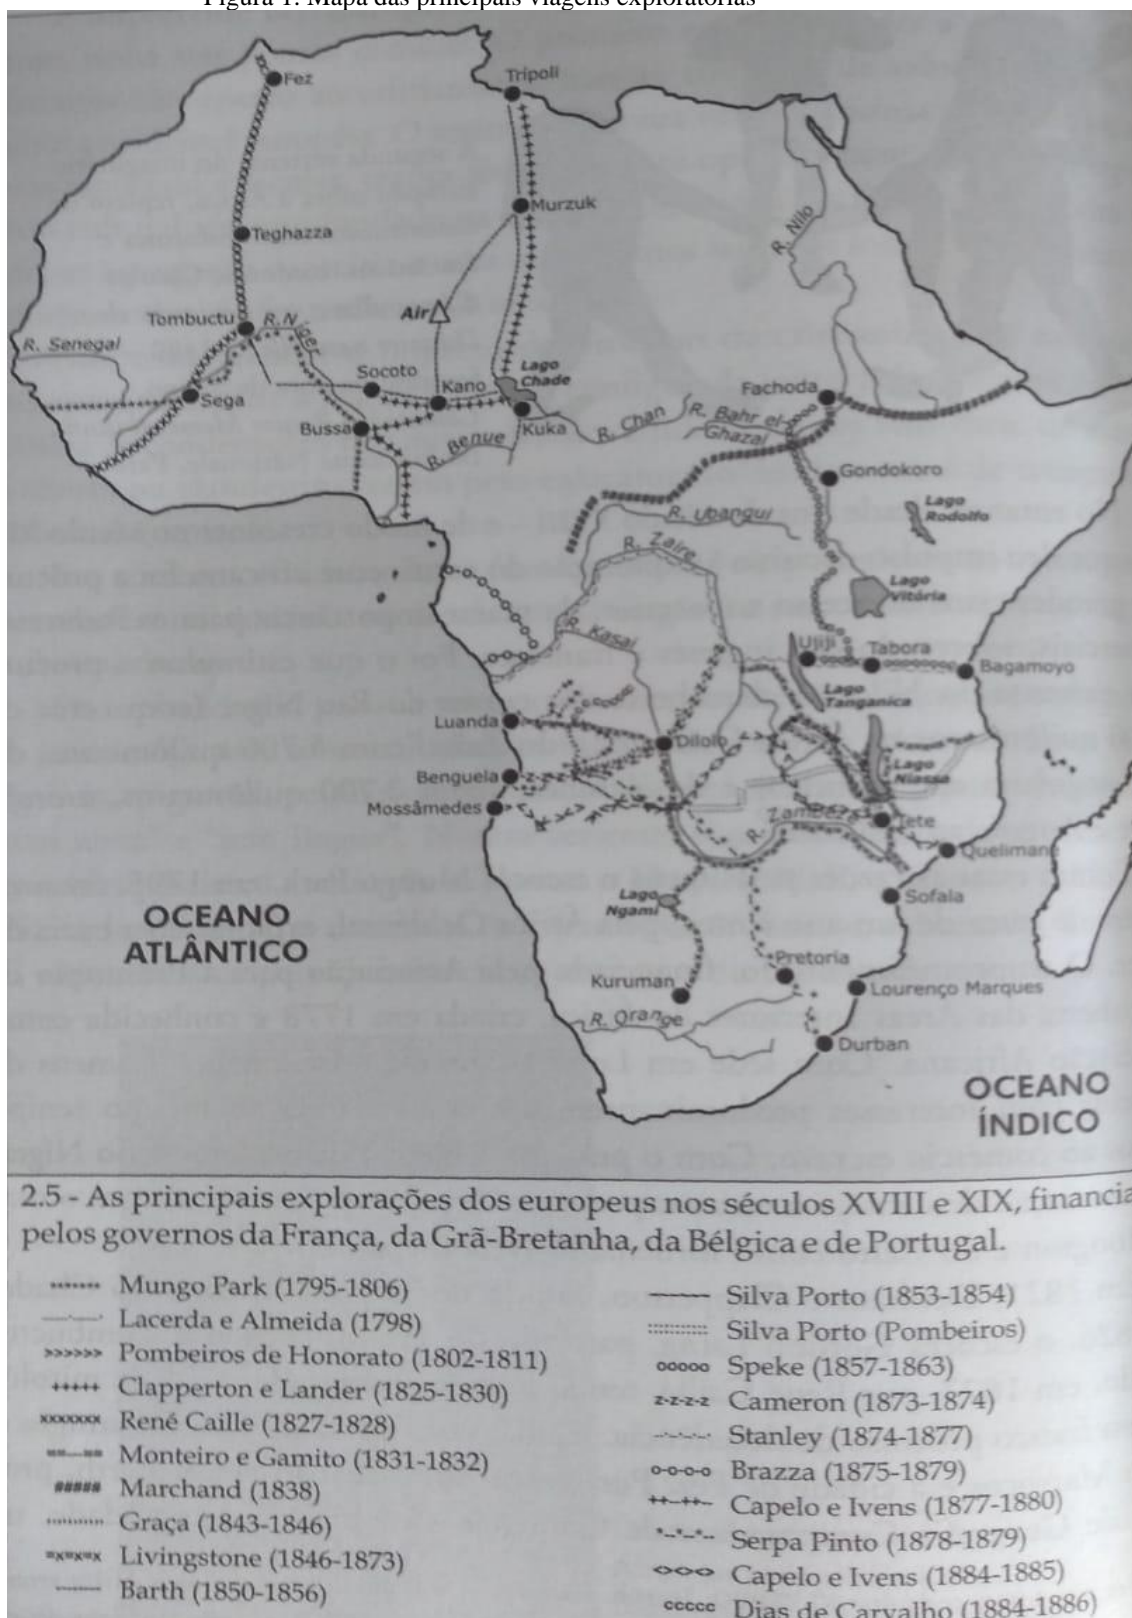 Figura 1: Mapa das principais viagens exploratórias
Fez
Tripoli
Murzuk
Teghazza
R. Nilo
Air
Tombuctu
R. Niger
R. Senegal
Lago
Chade
Socoto
Kano
Sega
Fachoda
Bussa
Kuka
R. Benue
R. Chan
R. Bahr el-
Ghazal
Gondokoro
Lago
Rodolfo
R. Ubangui
R. Zaire
Lago
Vitória
R. Kasai
Ujiji
Tabora
Bagamoyo
Lago
Tanganica
Luanda
Dilolo
Lago
Niassa
Benguela
Mossâmedes
R. Zambeze
Tete
Quelimane
Lago
Ngami
Sofala
OCEANO
ATLÂNTICO
Pretoria
Kuruman
Lourenço Marques
R. Orange
Durban
OCEANO
ÍNDICO
2.5 - As principais explorações dos europeus nos séculos XVIII e XIX, financia
pelos governos da França, da Grã-Bretanha, da Bélgica e de Portugal.
Mungo Park (1795-1806)
Lacerda e Almeida (1798)
Pombeiros de Honorato (1802-1811)
Clapperton e Lander (1825-1830)
René Caille (1827-1828)
Monteiro e Gamito (1831-1832)
Marchand (1838)
Graça (1843-1846)
Livingstone (1846-1873)
Barth (1850-1856)
Silva Porto (1853-1854)
Silva Porto (Pombeiros)
Speke (1857-1863)
Cameron (1873-1874)
Stanley (1874-1877)
Brazza (1875-1879)
Capelo e Ivens (1877-1880)
Serpa Pinto (1878-1879)
Capelo e Ivens (1884-1885)
Dias de Carvalho (1884-1886)